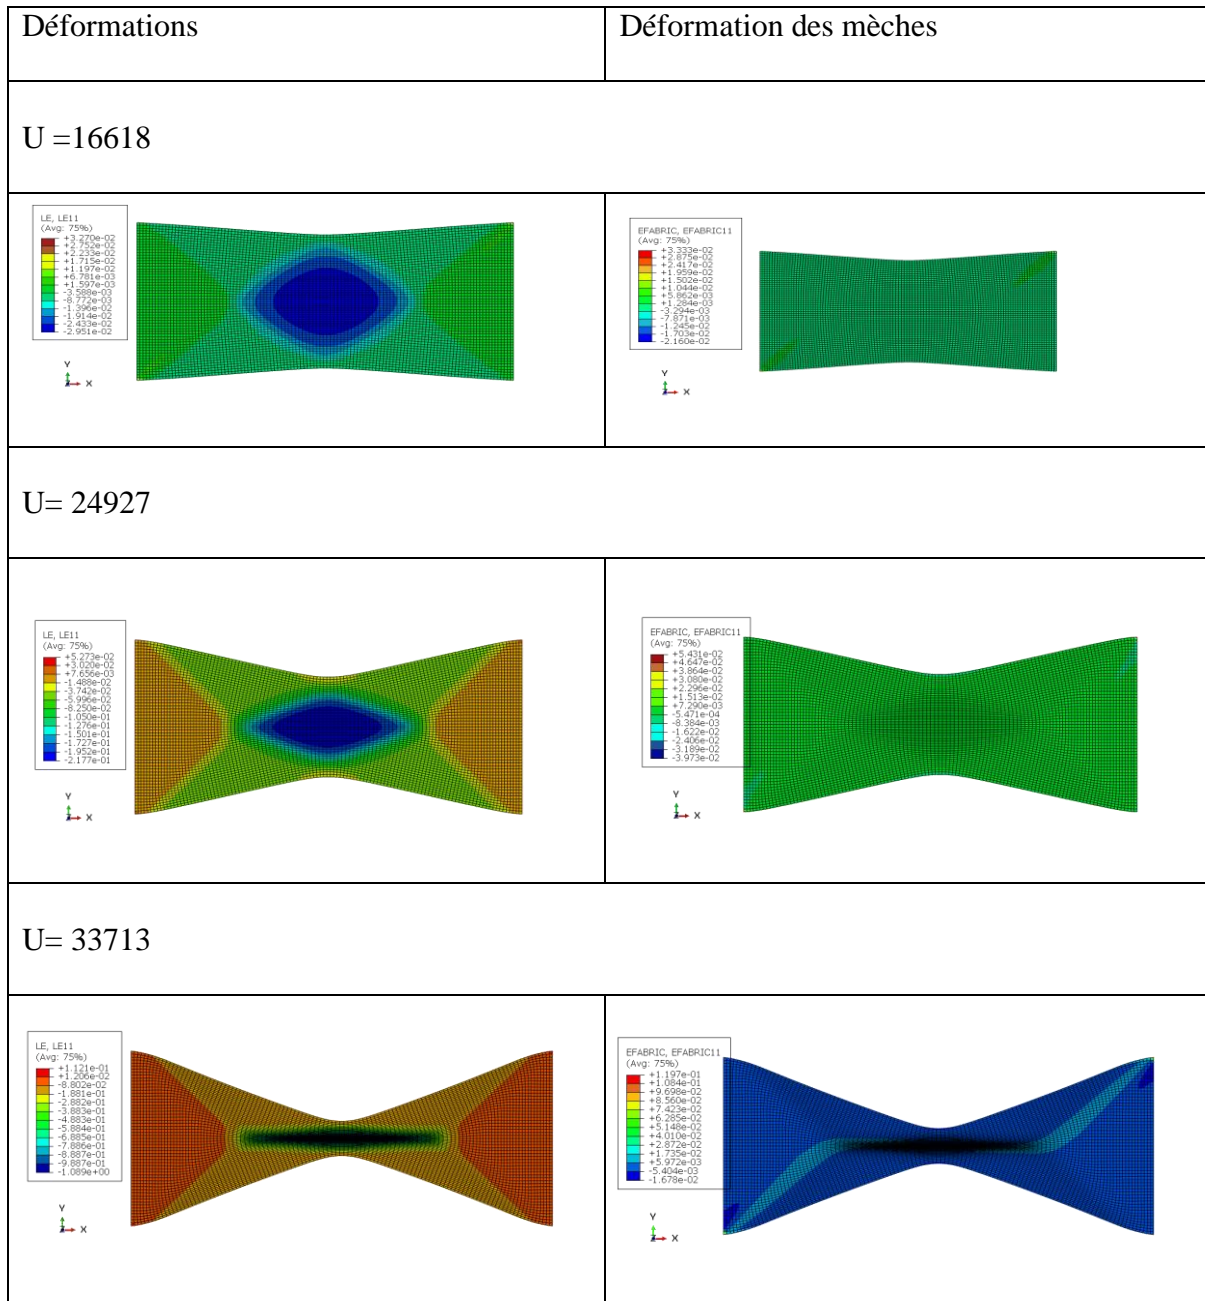 Déformations
Déformation des mèches
U =16618
LE, LE11
(Avg: 75%)
+3.270e-02
+2.752e-02
+2.233e-02
+1.715e-02
+1.197e-02
+6.781e-03
+1.597e-03
-3.588e-03
-8.772e-03
-1.396e-02
-1.914e-02
-2.433e-02
-2.951e-02
Y
Z
X
EFABRIC, EFABRIC11
(Avg: 75%)
+3.333e-02
+2.875e-02
+2.417e-02
+1.959e-02
+1.502e-02
+1.044e-02
+5.862e-03
+1.284e-03
-3.294e-03
-7.871e-03
-1.245e-02
-1.703e-02
-2.160e-02
Y
Z
X
U= 24927
LE, LE11
(Avg: 75%)
+5.273e-02
+3.020e-02
+7.656e-03
-1.488e-02
-3.742e-02
-5.996e-02
-8.250e-02
-1.050e-01
-1.276e-01
-1.501e-01
-1.727e-01
-1.952e-01
-2.177e-01
Y
Z
X
EFABRIC, EFABRIC11
(Avg: 75%)
+5.431e-02
+4.647e-02
+3.864e-02
+3.080e-02
+2.296e-02
+1.513e-02
+7.290e-03
-5.471e-04
-8.384e-03
-1.622e-02
-2.406e-02
-3.189e-02
-3.973e-02
Y
Z
X
U= 33713
LE, LE11
(Avg: 75%)
+1.121e-01
+1.206e-02
-8.802e-02
-1.881e-01
-2.882e-01
-3.883e-01
-4.883e-01
-5.884e-01
-6.885e-01
-7.886e-01
-8.887e-01
-9.887e-01
-1.089e+00
Y
Z
X
EFABRIC, EFABRIC11
(Avg: 75%)
+1.197e-01
+1.084e-01
+9.698e-02
+8.560e-02
+7.423e-02
+6.285e-02
+5.148e-02
+4.010e-02
+2.872e-02
+1.735e-02
+5.972e-03
-5.404e-03
-1.678e-02
Y
Z
X